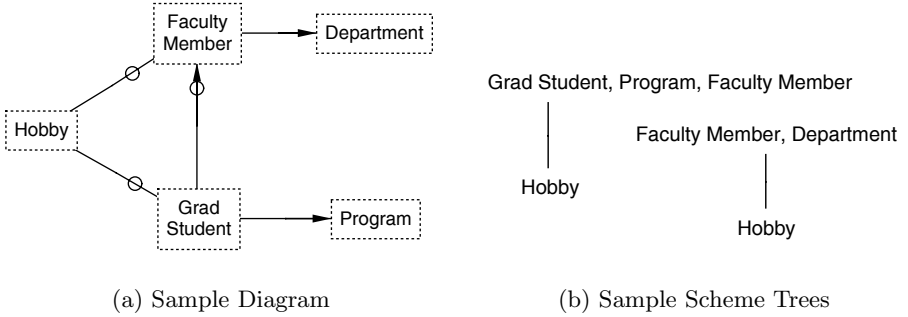 Faculty
Member
Department
Hobby
Grad
Student
Program
(a) Sample Diagram
Grad Student, Program, Faculty Member
Faculty Member, Department
Hobby
Hobby
(b) Sample Scheme Trees